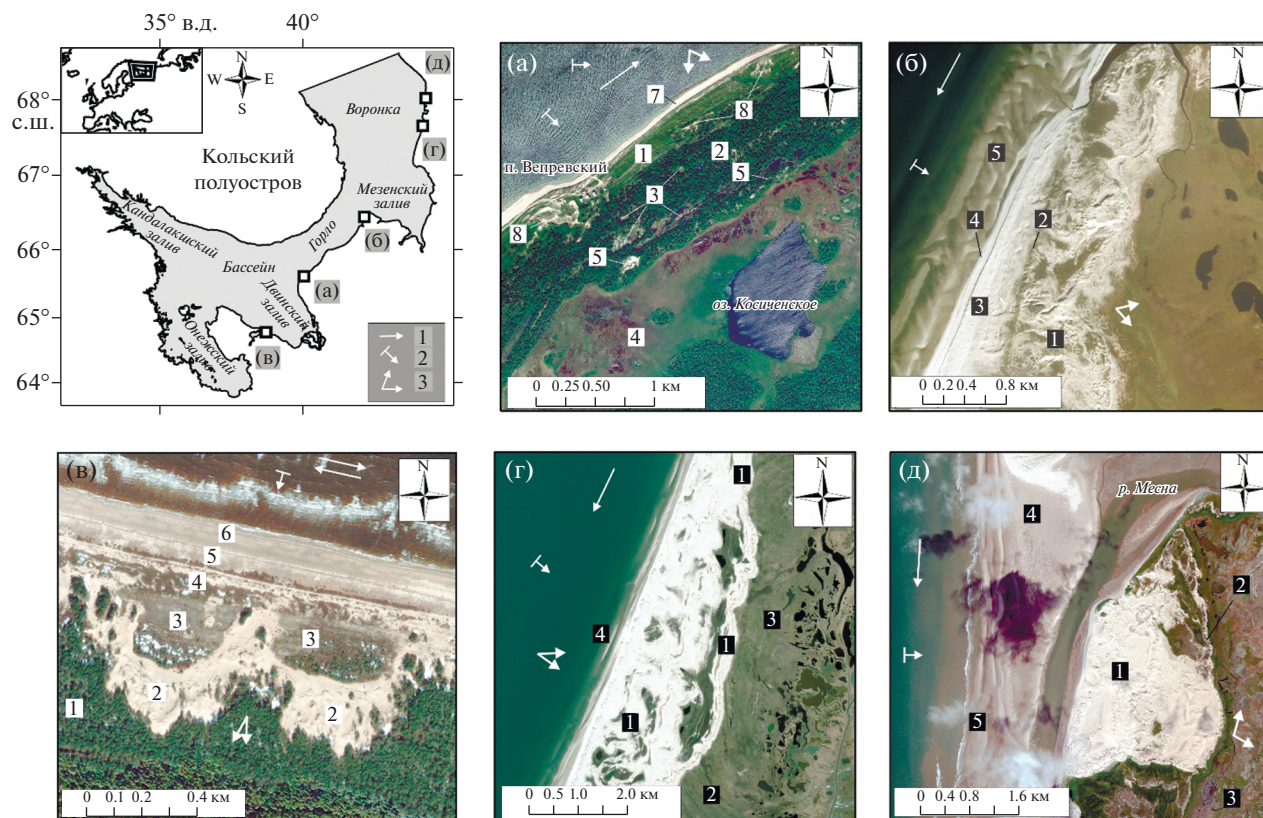 35° в.д.
40°
68°
с.ш.
67°
66°
65°
64°
N
W
E
S
Воронка
(д)
(г)
Кольский
полуостров
Мезенский
залив
(б)
Горло
Кандалакшский
залив
Бассейн
(а)
Двинский
залив
Онежский
залив
(в)
1
2
3
(а)
N
7
8
1
2
п. Вепревский
5
3
8
5
оз. Косиченское
4
0 0.25 0.50 1 км
(б)
N
5
4
2
3
1
0 0.2 0.4 0.8 км
(в)
N
6
5
4
3
3
2
2
1
0 0.1 0.2 0.4 км
(г)
N
1
3
4
1
1
2
0 0.5 1.0 2.0 км
(д)
N
р. Месна
4
2
1
5
3
0 0.4 0.8 1.6 км